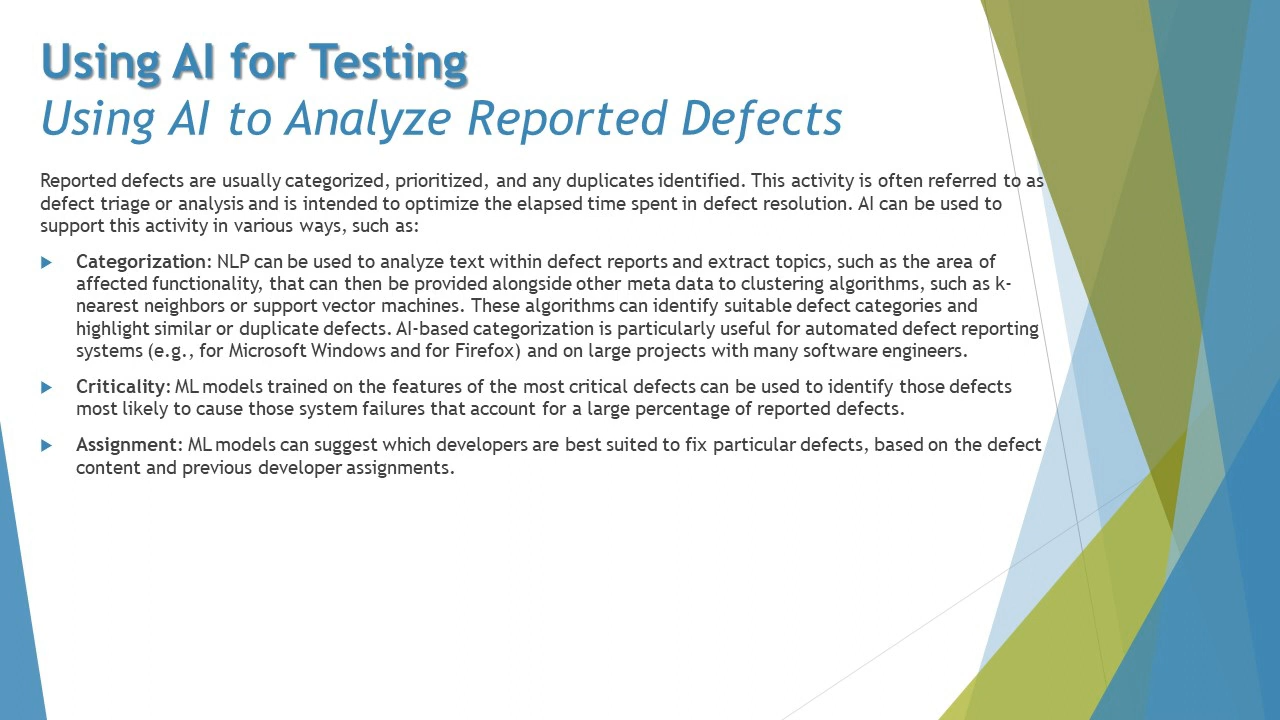 Using AI for Testing
Using AI to Analyze Reported Defects
Reported defects are usually categorized, prioritized, and any duplicates identified. This activity is often referred to as
defect triage or analysis and is intended to optimize the elapsed time spent in defect resolution. AI can be used to
support this activity in various ways, such as:
Categorization: NLP can be used to analyze text within defect reports and extract topics, such as the area of
affected functionality, that can then be provided alongside other meta data to clustering algorithms, such as k-
nearest neighbors or support vector machines. These algorithms can identify suitable defect categories and
highlight similar or duplicate defects. AI-based categorization is particularly useful for automated defect reporting
systems (e.g., for Microsoft Windows and for Firefox) and on large projects with many software engineers.
Criticality: ML models trained on the features of the most critical defects can be used to identify those defects
most likely to cause those system failures that account for a large percentage of reported defects.
Assignment: ML models can suggest which developers are best suited to fix particular defects, based on the defect
content and previous developer assignments.